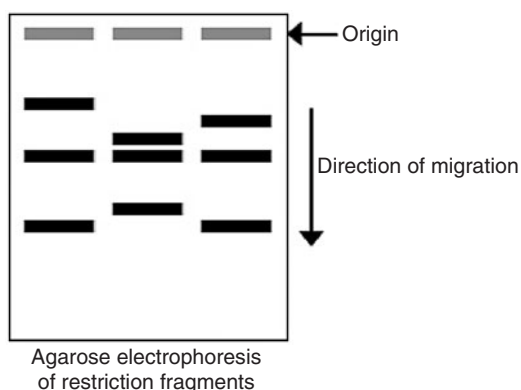 Origin
Direction of migration
Agarose electrophoresis
of restriction fragments